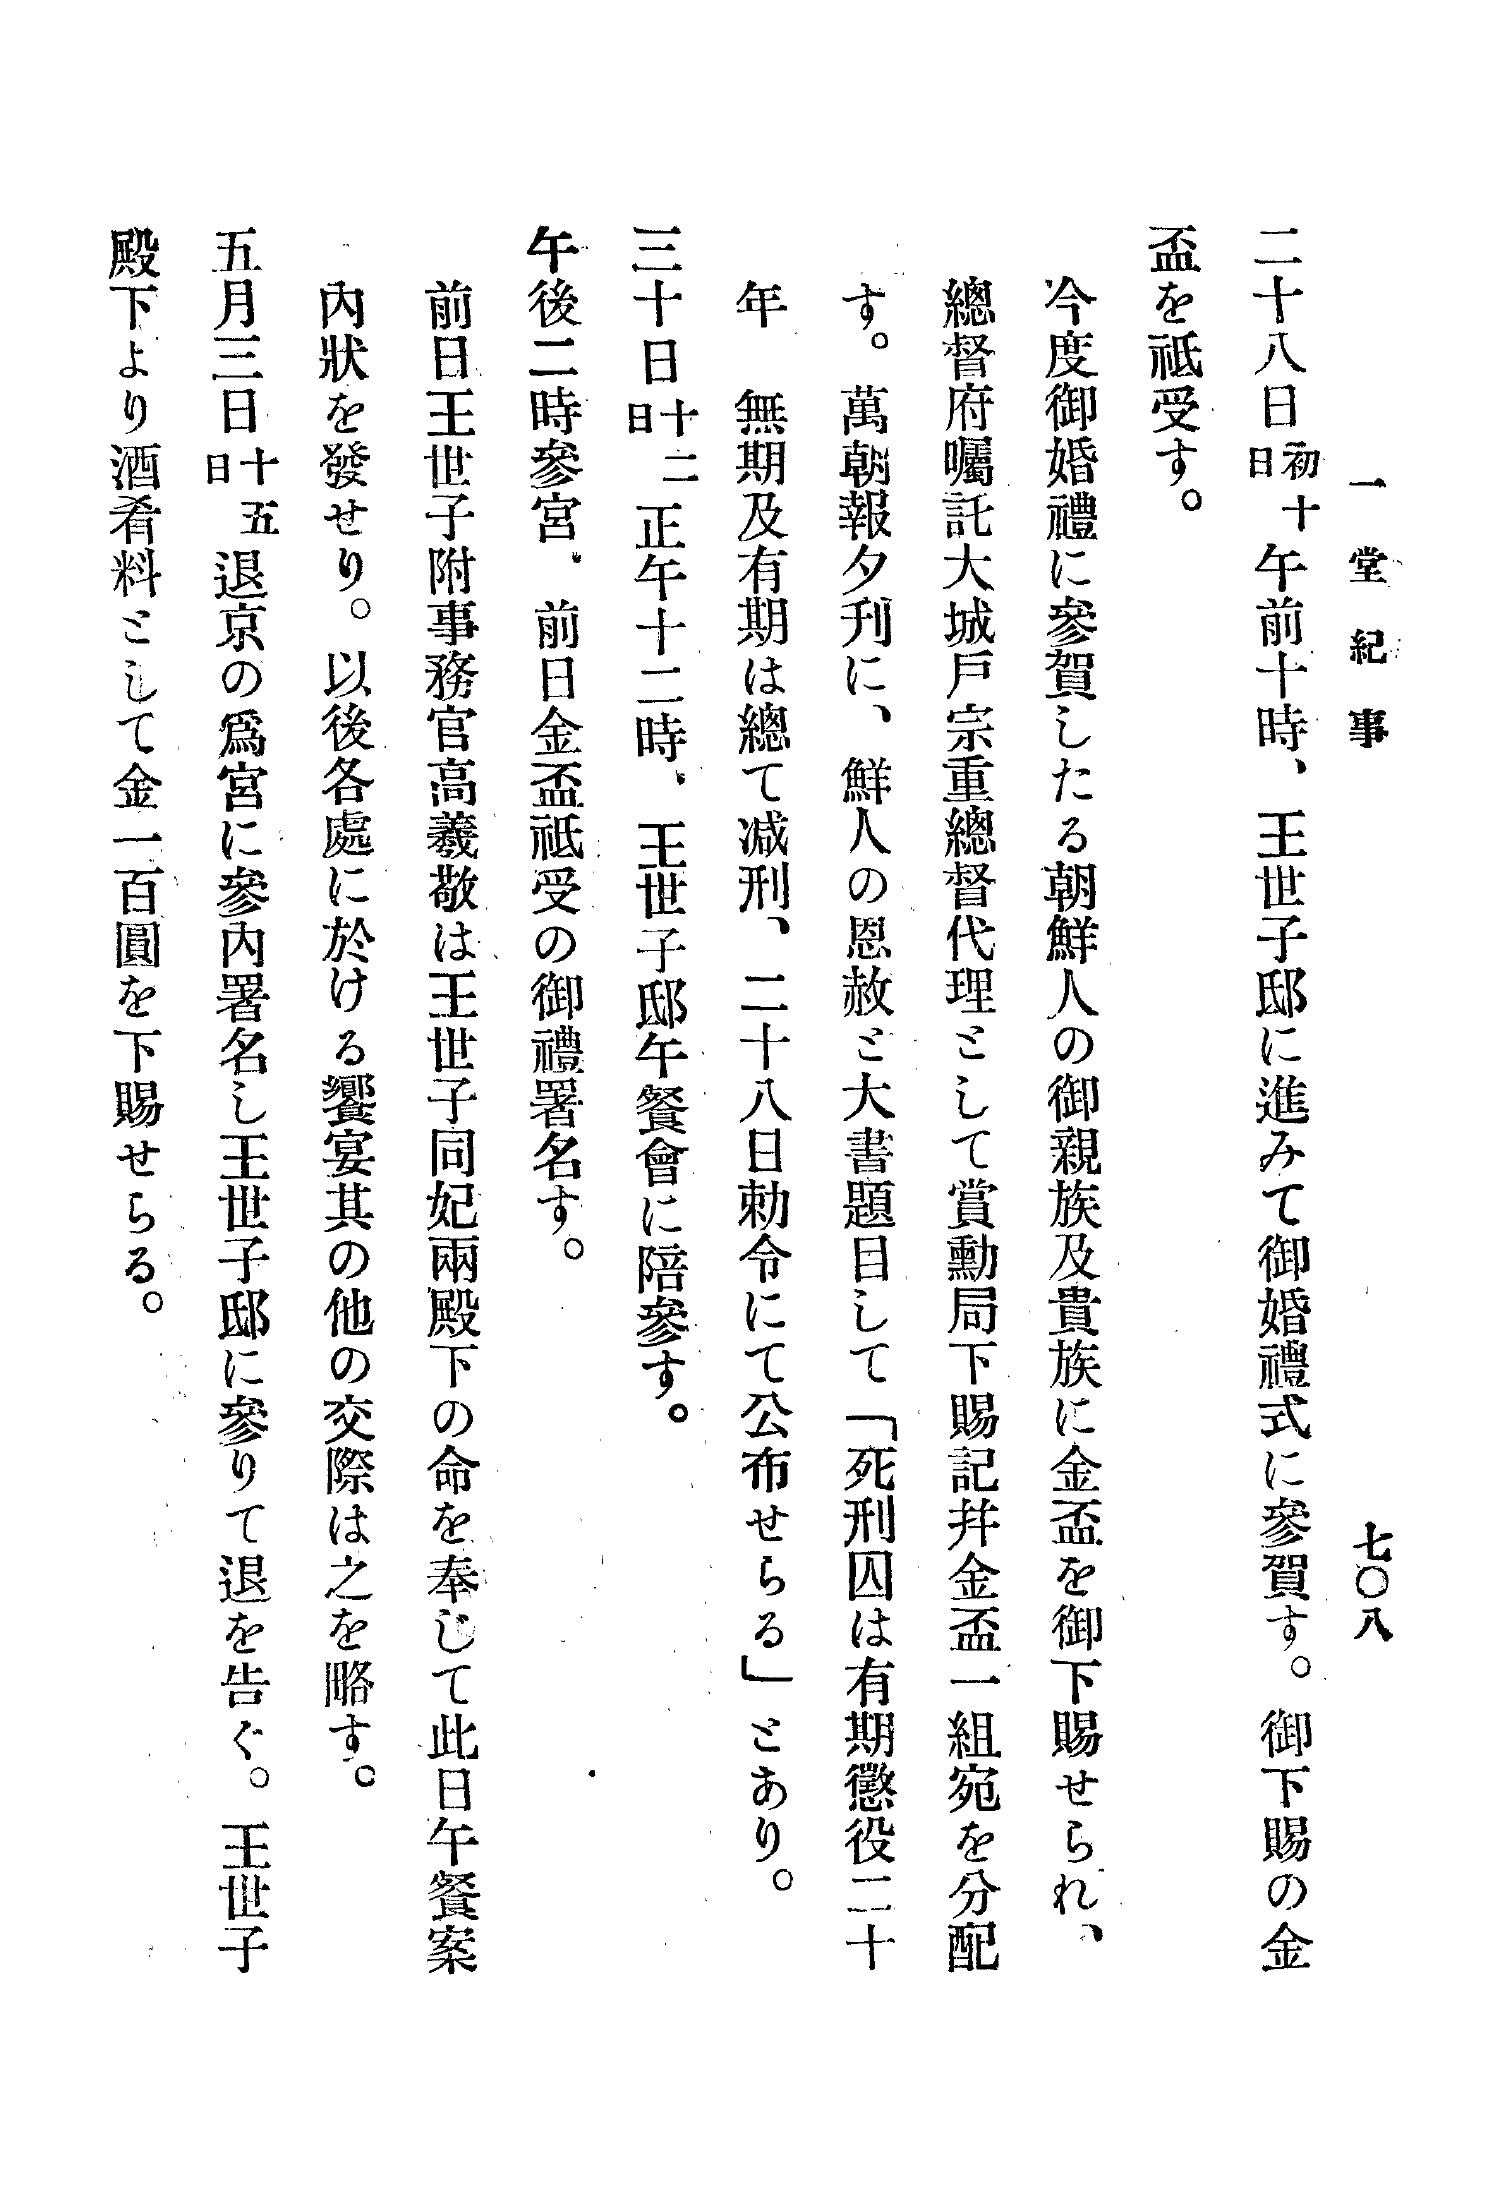 一堂紀事
七〇八
二十八日初十日午前十時、王世子邸に進みて御婚禮式に參賀す。御下賜の金
盃を祗受す。
今度御婚禮に參賀したる朝鮮人の御親族及貴族に金盃を御下賜せられ、
總督府囑託大城戸宗重總督代理として賞勳局下賜記幷金盃一組宛を分配
す。萬朝報夕刊に、鮮人の恩赦と大書題目して「死刑囚は有期懲役二十
年　無期及有期は總て減刑、二十八日勅令にて公布せらる」とあり。
三十日十二日正午十二時、王世子邸午餐會に陪參す。
午後二時參宮、前日金盃祗受の御禮署名す。
前日王世子附事務官高羲敬は王世子同妃兩殿下の命を奉じて此日午餐案
內狀を發せり。以後各處に於ける饗宴其の他の交際は之を略す。
五月三日十五日退京の爲宮に參內署名し王世子邸に參りて退を告ぐ。王世子
殿下より酒肴料として金一百圓を下賜せらる。